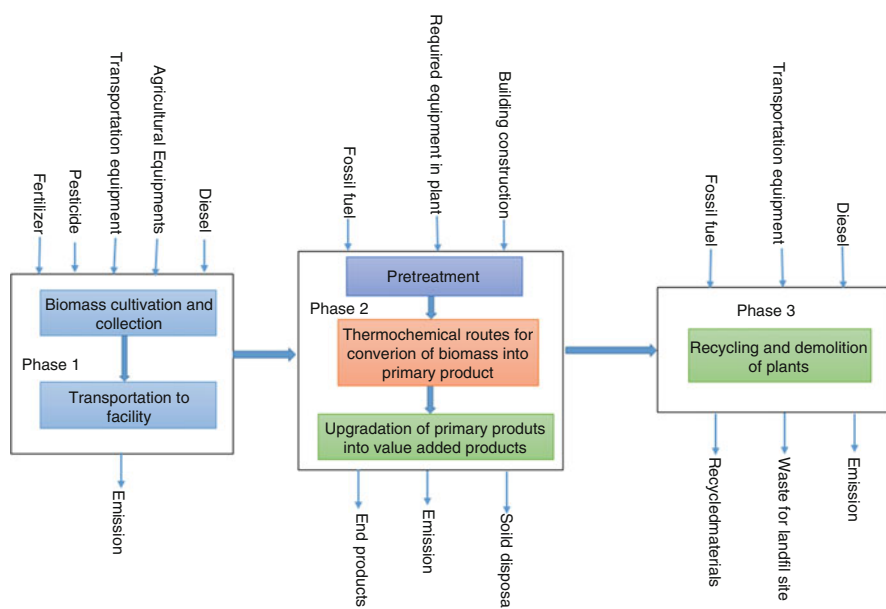 Fertilizer
Pesticide
Transportation equipment
Agricultural Equipments
Diesel
Biomass cultivation and
collection
Phase 1
Transportation to
facility
Emission
Fossil fuel
Required equipment in plant
Building construction
Pretreatment
Phase 2
Thermochemical routes for
converion of biomass into
primary product
Upgradation of primary produts
into value added products
End products
Emission
Soild disposa
Fossil fuel
Transportation equipment
Diesel
Phase 3
Recycling and demolition
of plants
Recycledmaterials
Waste for landfil site
Emission